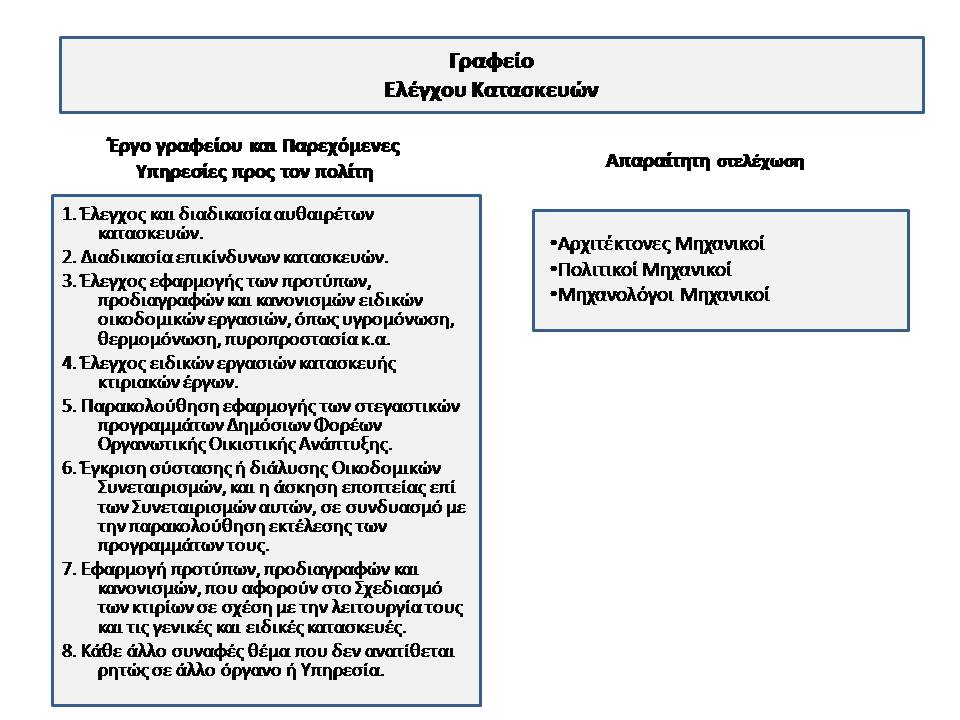 Γραφείο
Ελέγχου Κατασκευών
Έργο γραφείου και Παρεχόμενες
Υπηρεσίες προς τον πολίτη
1. Έλεγχος και διαδικασία αυθαιρέτων
κατασκευών.
2. Διαδικασία επικίνδυνων κατασκευών.
3. Έλεγχος εφαρμογής των προτύπων,
προδιαγραφών και κανονισμών ειδικών
οικοδομικών εργασιών, όπως υγρομόνωση,
θερμομόνωση, πυροπροστασία κ.α.
4. Έλεγχος ειδικών εργασιών κατασκευής
κτιριακών έργων.
5. Παρακολούθηση εφαρμογής των στεγαστικών
προγραμμάτων Δημόσιων Φορέων
Οργανωτικής Οικιστικής Ανάπτυξης.
6. Έγκριση σύστασης ή διάλυσης Οικοδομικών
Συνεταιρισμών, και η άσκηση εποπτείας επί
των Συνεταιρισμών αυτών, σε συνδυασμό με
την παρακολούθηση εκτέλεσης των
προγραμμάτων τους.
7. Εφαρμογή προτύπων, προδιαγραφών και
κανονισμών, που αφορούν στο Σχεδιασμό
των κτιρίων σε σχέση με την λειτουργία τους
και τις γενικές και ειδικές κατασκευές.
8. Κάθε άλλο συναφές θέμα που δεν ανατίθεται
ρητώς σε άλλο όργανο ή Υπηρεσία.
Απαραίτητη στελέχωση
•Αρχιτέκτονες Μηχανικοί
•Πολιτικοί Μηχανικοί
•Μηχανολόγοι Μηχανικοί